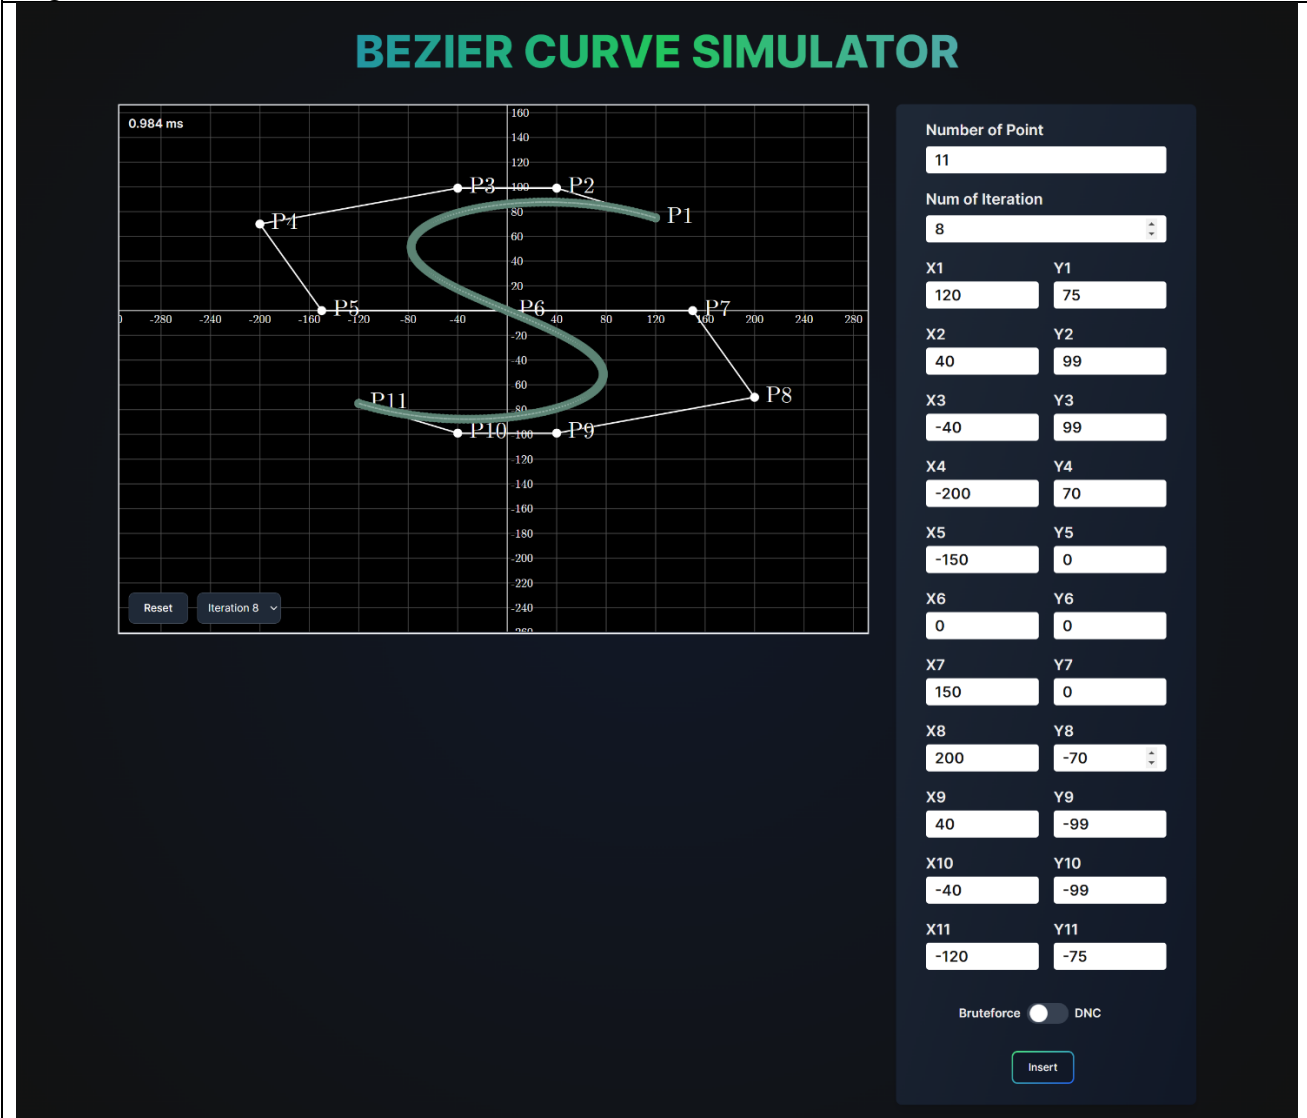 BEZIER CURVE SIMULATOR
0.984 ms
160
140
120
P3 100 P2
80 P1
P4
60
40
20
P5 P6 P7
-280 -240 -200 -160 -120 -80 -40 40 80 120 160 200 240 280
-20
-40
60
P8
P11 80
P10 -100 P9
-120
-140
-160
-180
-200
-220
-240
-260
Reset Iteration 8
Number of Point
11
Num of Iteration
8
X1 Y1
120 75
X2 Y2
40 99
X3 Y3
-40 99
X4 Y4
-200 70
X5 Y5
-150 0
X6 Y6
0 0
X7 Y7
150 0
X8 Y8
200 -70
X9 Y9
40 -99
X10 Y10
-40 -99
X11 Y11
-120 -75
Bruteforce DNC
Insert